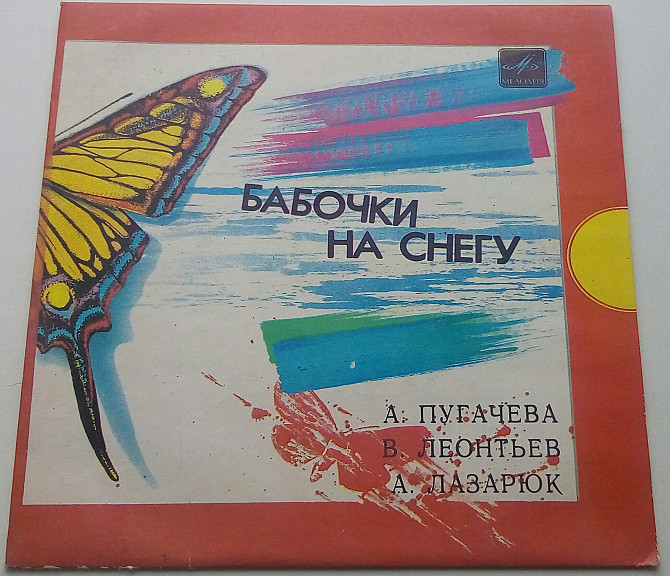 МЕЛОДИЯ
БАБОЧКИ
НА СНЕГУ
А. ПУГАЧЕВА
В. ЛЕОНТЬЕВ
А. ЛАЗАРЮК